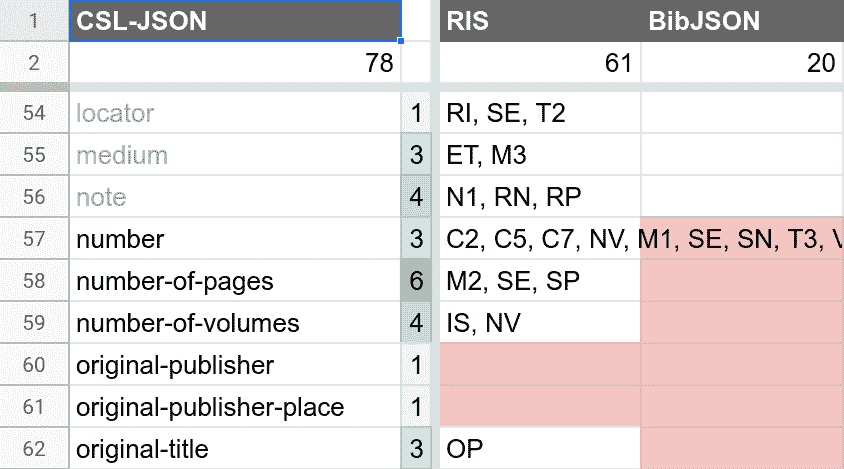 1 CSL-JSON RIS BibJSON
2 78 61 20
54 locator 1 RI, SE, T2
55 medium 3 ET, M3
56 note 4 N1, RN, RP
57 number 3 C2, C5, C7, NV, M1, SE, SN, T3,
58 number-of-pages 6 M2, SE, SP
59 number-of-volumes 4 IS, NV
60 original-publisher 1
61 original-publisher-place 1
62 original-title 3 OP